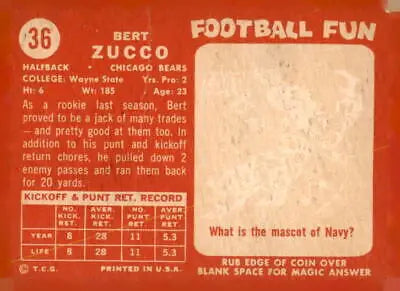 36
BERT
ZUCCO
HALFBACK • CHICAGO BEARS
COLLEGE: Wayne State Yrs. Pro: 2
Ht: 6 Wt: 185 Age: 23
As a rookie last season, Bert
proved to be a jack of many trades
— and pretty good at them too. In
addition to his punt and kickoff
return chores, he pulled down 2
enemy passes and ran them back
for 20 yards.
KICKOFF & PUNT RET. RECORD
NO. KICK. RET. AVER. KICK. RET. NO. PUNT RET. AVER. PUNT RET.
YEAR 8 28 11 5.3
LIFE 8 28 11 5.3
© T.C.G. PRINTED IN U.S.A.
FOOTBALL FUN
What is the mascot of Navy?
RUB EDGE OF COIN OVER
BLANK SPACE FOR MAGIC ANSWER